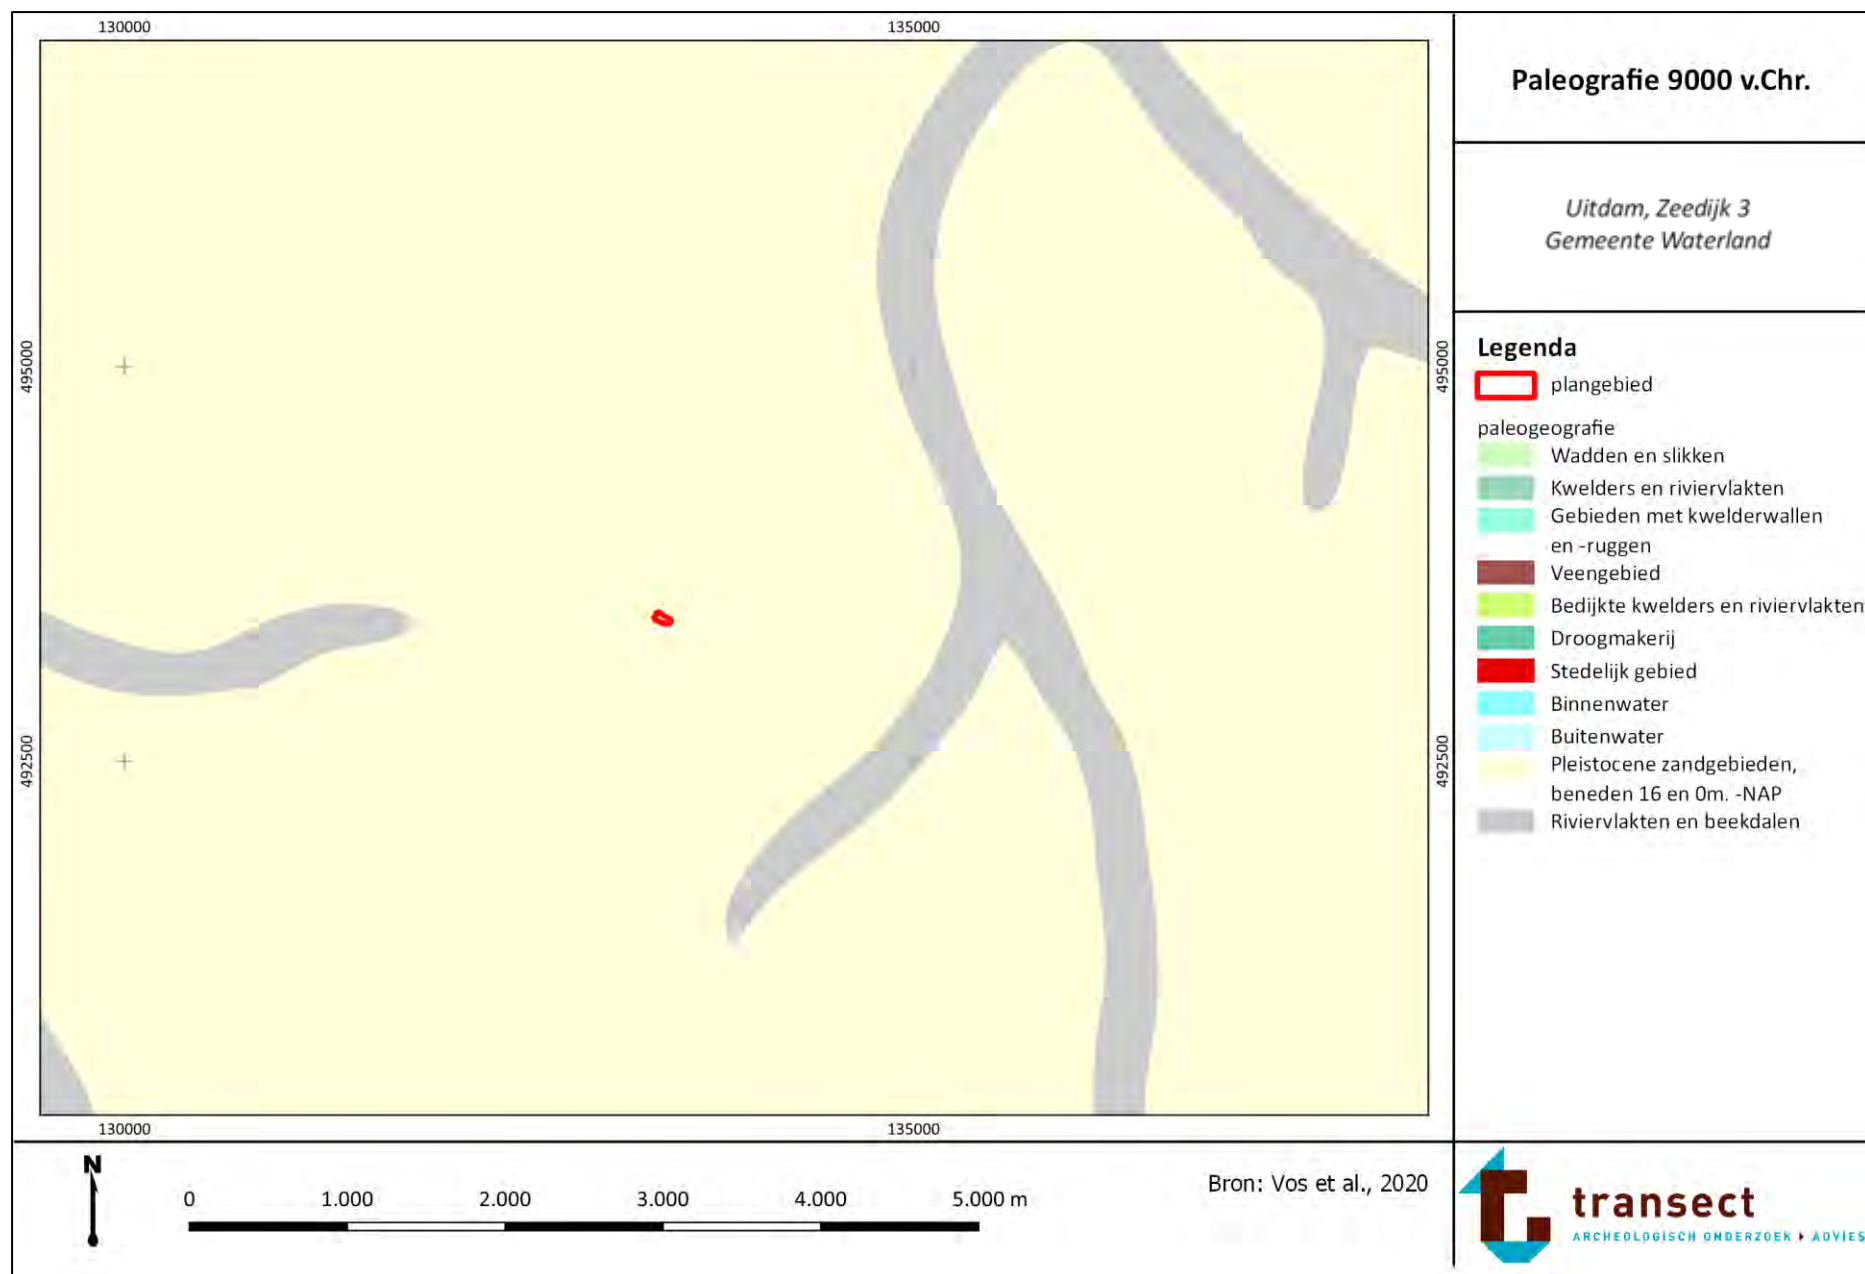 130000
135000
495000
495000
492500
492500
130000
135000
Paleografie 9000 v.Chr.
Uitdam, Zeedijk 3
Gemeente Waterland
Legenda
plangebied
paleogeografie
Wadden en slikken
Kwelders en riviervlakten
Gebieden met kwelderwallen
en -ruggen
Veengebied
Bedijkte kwelders en riviervlakten
Droogmakerij
Stedelijk gebied
Binnenwater
Buitenwater
Pleistocene zandgebieden,
beneden 16 en 0m. -NAP
Riviervlakten en beekdalen
N
0 1.000 2.000 3.000 4.000 5.000 m
Bron: Vos et al., 2020
transect
ARCHEOLOGISCH ONDERZOEK ADVIES